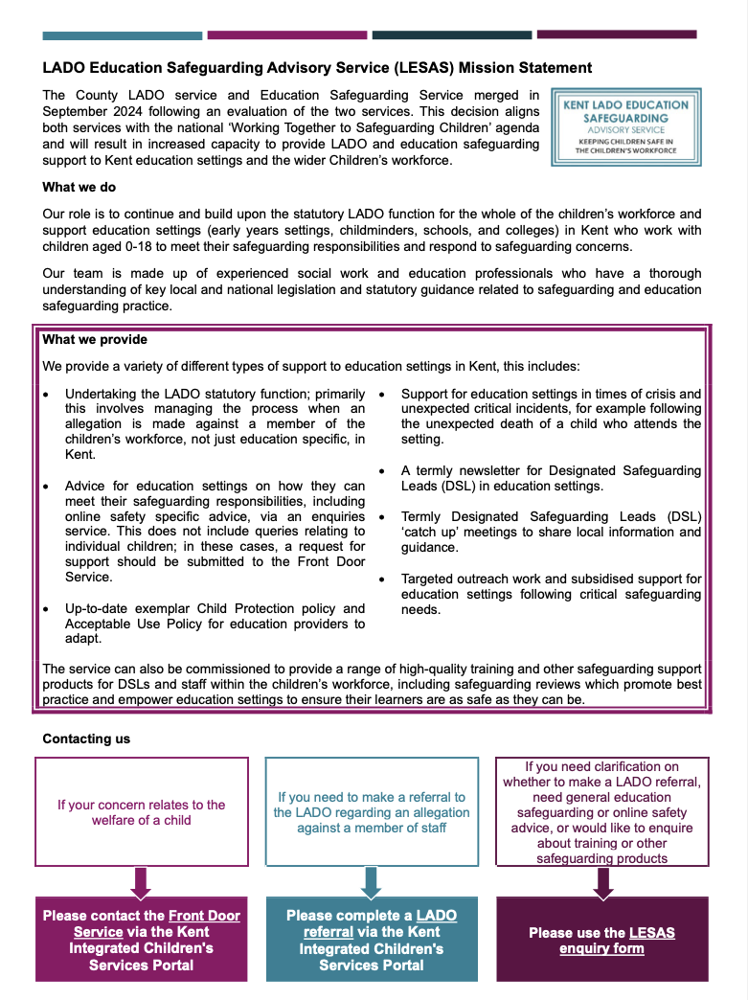 LADO Education Safeguarding Advisory Service (LESAS) Mission Statement
The County LADO service and Education Safeguarding Service merged in
September 2024 following an evaluation of the two services. This decision aligns
both services with the national ‘Working Together to Safeguarding Children’ agenda
and will result in increased capacity to provide LADO and education safeguarding
support to Kent education settings and the wider Children’s workforce.
KENT LADO EDUCATION
SAFEGUARDING
ADVISORY SERVICE
KEEPING CHILDREN SAFE IN
THE CHILDREN'S WORKFORCE
What we do
Our role is to continue and build upon the statutory LADO function for the whole of the children’s workforce and
support education settings (early years settings, childminders, schools, and colleges) in Kent who work with
children aged 0-18 to meet their safeguarding responsibilities and respond to safeguarding concerns.
Our team is made up of experienced social work and education professionals who have a thorough
understanding of key local and national legislation and statutory guidance related to safeguarding and education
safeguarding practice.
What we provide
We provide a variety of different types of support to education settings in Kent, this includes:
• Undertaking the LADO statutory function; primarily
this involves managing the process when an
allegation is made against a member of the
children’s workforce, not just education specific, in
Kent.
• Advice for education settings on how they can
meet their safeguarding responsibilities, including
online safety specific advice, via an enquiries
service. This does not include queries relating to
individual children; in these cases, a request for
support should be submitted to the Front Door
Service.
• Up-to-date exemplar Child Protection policy and
Acceptable Use Policy for education providers to
adapt.
• Support for education settings in times of crisis and
unexpected critical incidents, for example following
the unexpected death of a child who attends the
setting.
• A termly newsletter for Designated Safeguarding
Leads (DSL) in education settings.
• Termly Designated Safeguarding Leads (DSL)
‘catch up’ meetings to share local information and
guidance.
• Targeted outreach work and subsidised support for
education settings following critical safeguarding
needs.
The service can also be commissioned to provide a range of high-quality training and other safeguarding support
products for DSLs and staff within the children’s workforce, including safeguarding reviews which promote best
practice and empower education settings to ensure their learners are as safe as they can be.
Contacting us
If your concern relates to the
welfare of a child
Please contact the Front Door
Service via the Kent
Integrated Children's
Services Portal
If you need to make a referral to
the LADO regarding an allegation
against a member of staff
Please complete a LADO
referral via the Kent
Integrated Children's
Services Portal
If you need clarification on
whether to make a LADO referral,
need general education
safeguarding or online safety
advice, or would like to enquire
about training or other
safeguarding products
Please use the LESAS
enquiry form